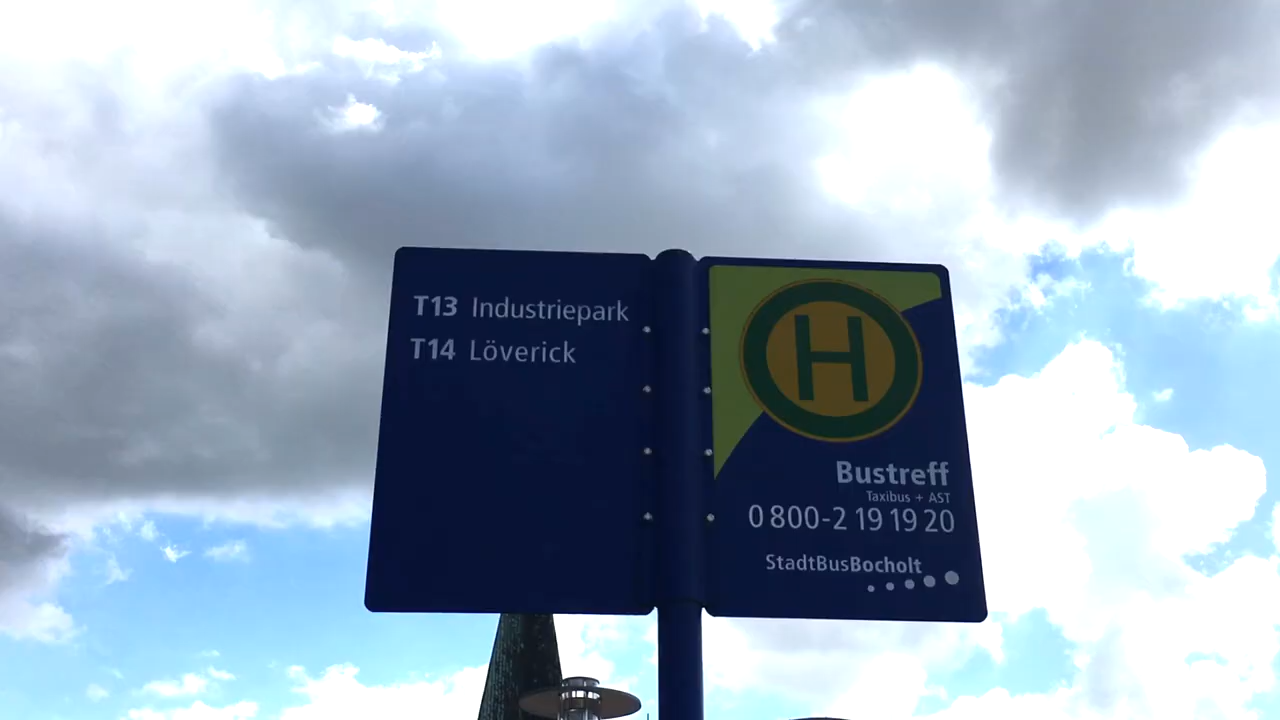 T13 Industriepark
T14 Löverick
H
Bustreff
Taxibus + AST
0 800-2 19 19 20
StadtBusBocholt